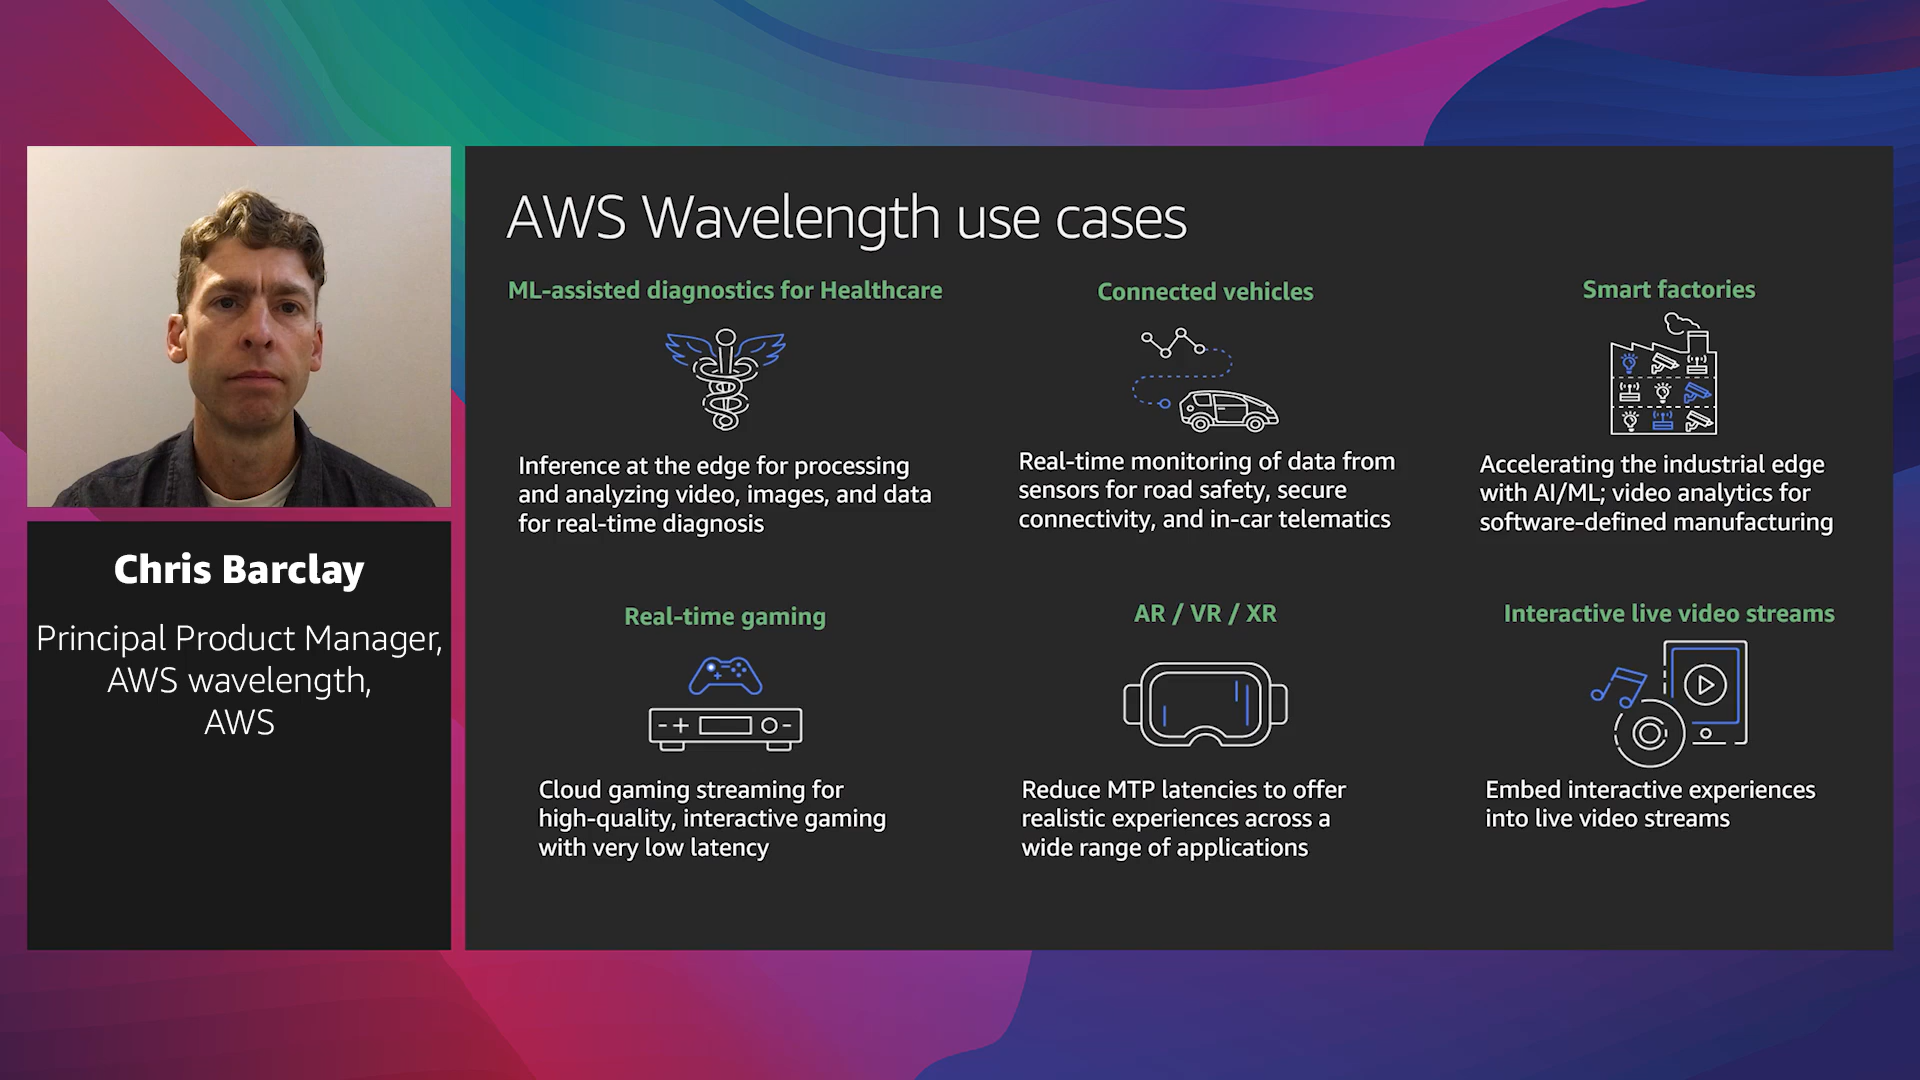 AWS Wavelength use cases
ML-assisted diagnostics for Healthcare
Inference at the edge for processing
and analyzing video, images, and data
for real-time diagnosis
Connected vehicles
Real-time monitoring of data from
sensors for road safety, secure
connectivity, and in-car telematics
Smart factories
Accelerating the industrial edge
with AI/ML; video analytics for
software-defined manufacturing
Real-time gaming
Cloud gaming streaming for
high-quality, interactive gaming
with very low latency
AR / VR / XR
Reduce MTP latencies to offer
realistic experiences across a
wide range of applications
Interactive live video streams
Embed interactive experiences
into live video streams
Chris Barclay
Principal Product Manager,
AWS wavelength,
AWS